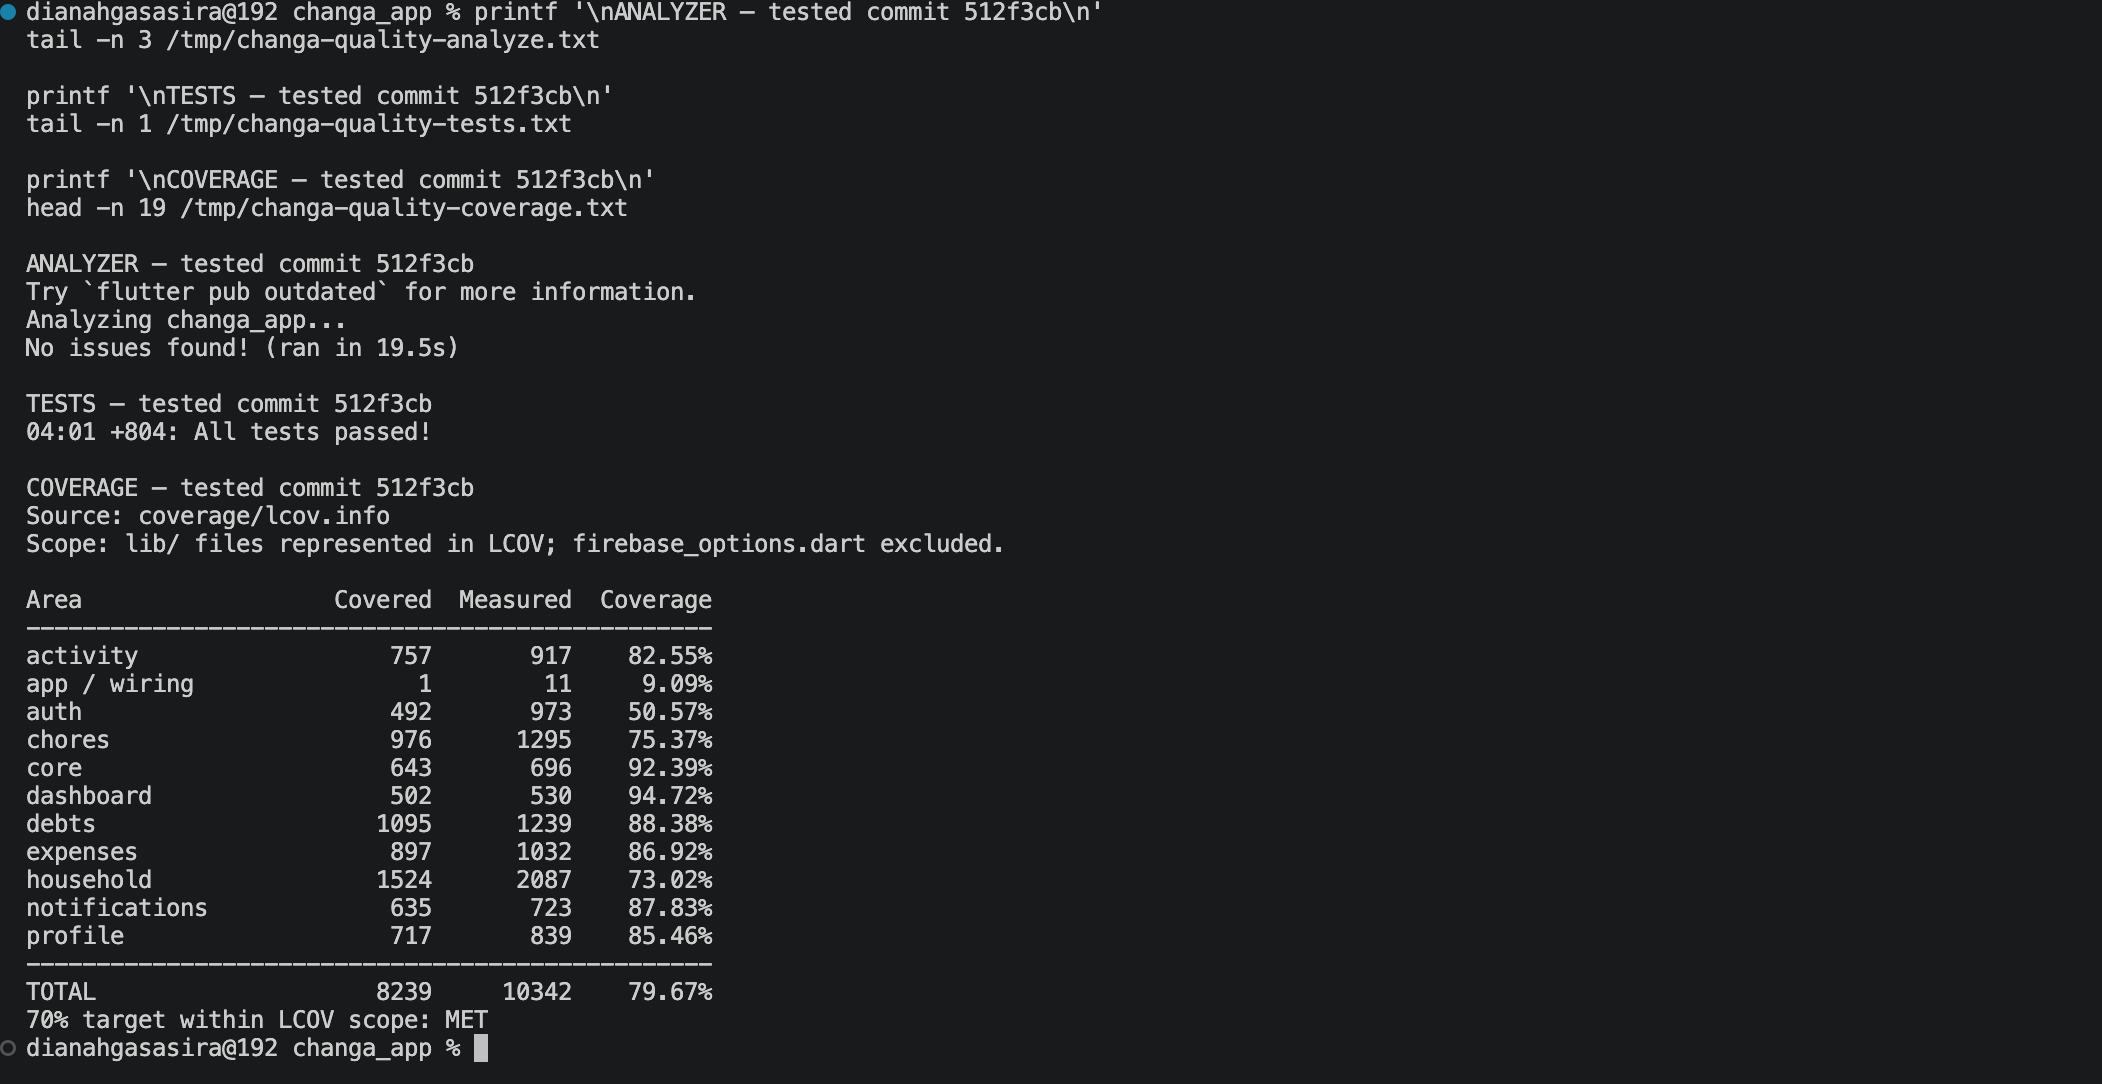 dianahgasasira@192 changa_app % printf '\nANALYZER — tested commit 512f3cb\n'
tail -n 3 /tmp/changa-quality-analyze.txt

printf '\nTESTS — tested commit 512f3cb\n'
tail -n 1 /tmp/changa-quality-tests.txt

printf '\nCOVERAGE — tested commit 512f3cb\n'
head -n 19 /tmp/changa-quality-coverage.txt

ANALYZER — tested commit 512f3cb
Try `flutter pub outdated` for more information.
Analyzing changa_app...
No issues found! (ran in 19.5s)

TESTS — tested commit 512f3cb
04:01 +804: All tests passed!

COVERAGE — tested commit 512f3cb
Source: coverage/lcov.info
Scope: lib/ files represented in LCOV; firebase_options.dart excluded.

Area                  Covered  Measured  Coverage
-------------------------------------------------
activity                  757       917    82.55%
app / wiring                1        11     9.09%
auth                      492       973    50.57%
chores                    976      1295    75.37%
core                      643       696    92.39%
dashboard                 502       530    94.72%
debts                    1095      1239    88.38%
expenses                  897      1032    86.92%
household                1524      2087    73.02%
notifications             635       723    87.83%
profile                   717       839    85.46%
-------------------------------------------------
TOTAL                    8239     10342    79.67%
70% target within LCOV scope: MET
dianahgasasira@192 changa_app %